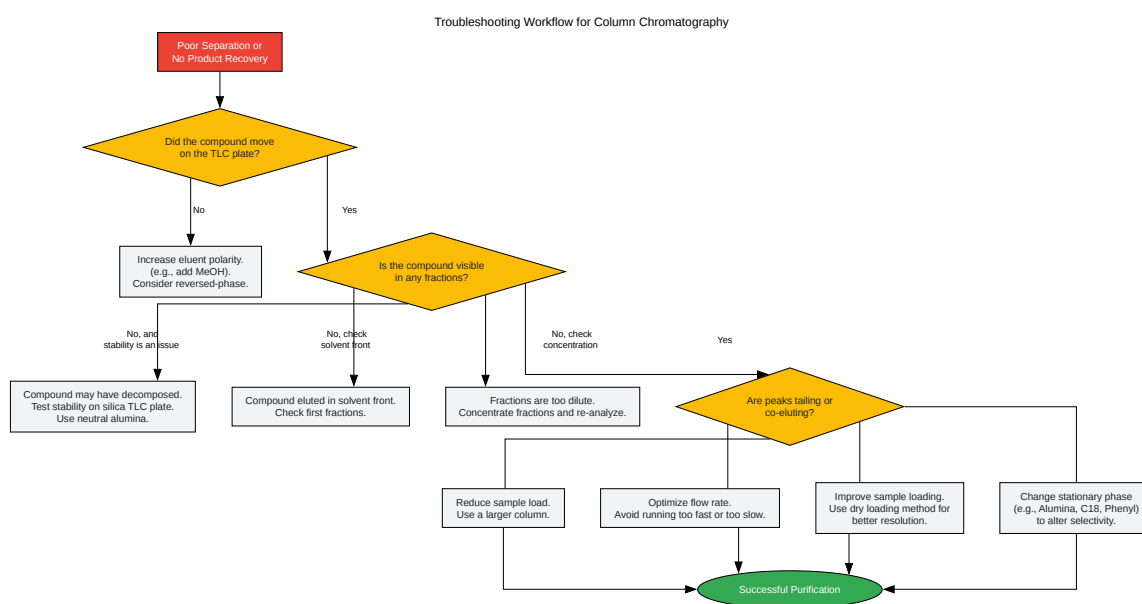 Troubleshooting Workflow for Column Chromatography
Poor Separation or
No Product Recovery
Did the compound move
on the TLC plate?
No
Yes
Increase eluent polarity.
(e.g., add MeOH).
Consider reversed-phase.
Is the compound visible
in any fractions?
No, and
stability is an issue
No, check
solvent front
No, check
concentration
Yes
Compound may have decomposed.
Test stability on silica TLC plate.
Use neutral alumina.
Compound eluted in solvent front.
Check first fractions.
Fractions are too dilute.
Concentrate fractions and re-analyze.
Are peaks tailing or
co-eluting?
Reduce sample load.
Use a larger column.
Optimize flow rate.
Avoid running too fast or too slow.
Improve sample loading.
Use dry loading method for
better resolution.
Change stationary phase
(e.g., Alumina, C18, Phenyl)
to alter selectivity.
Successful Purification